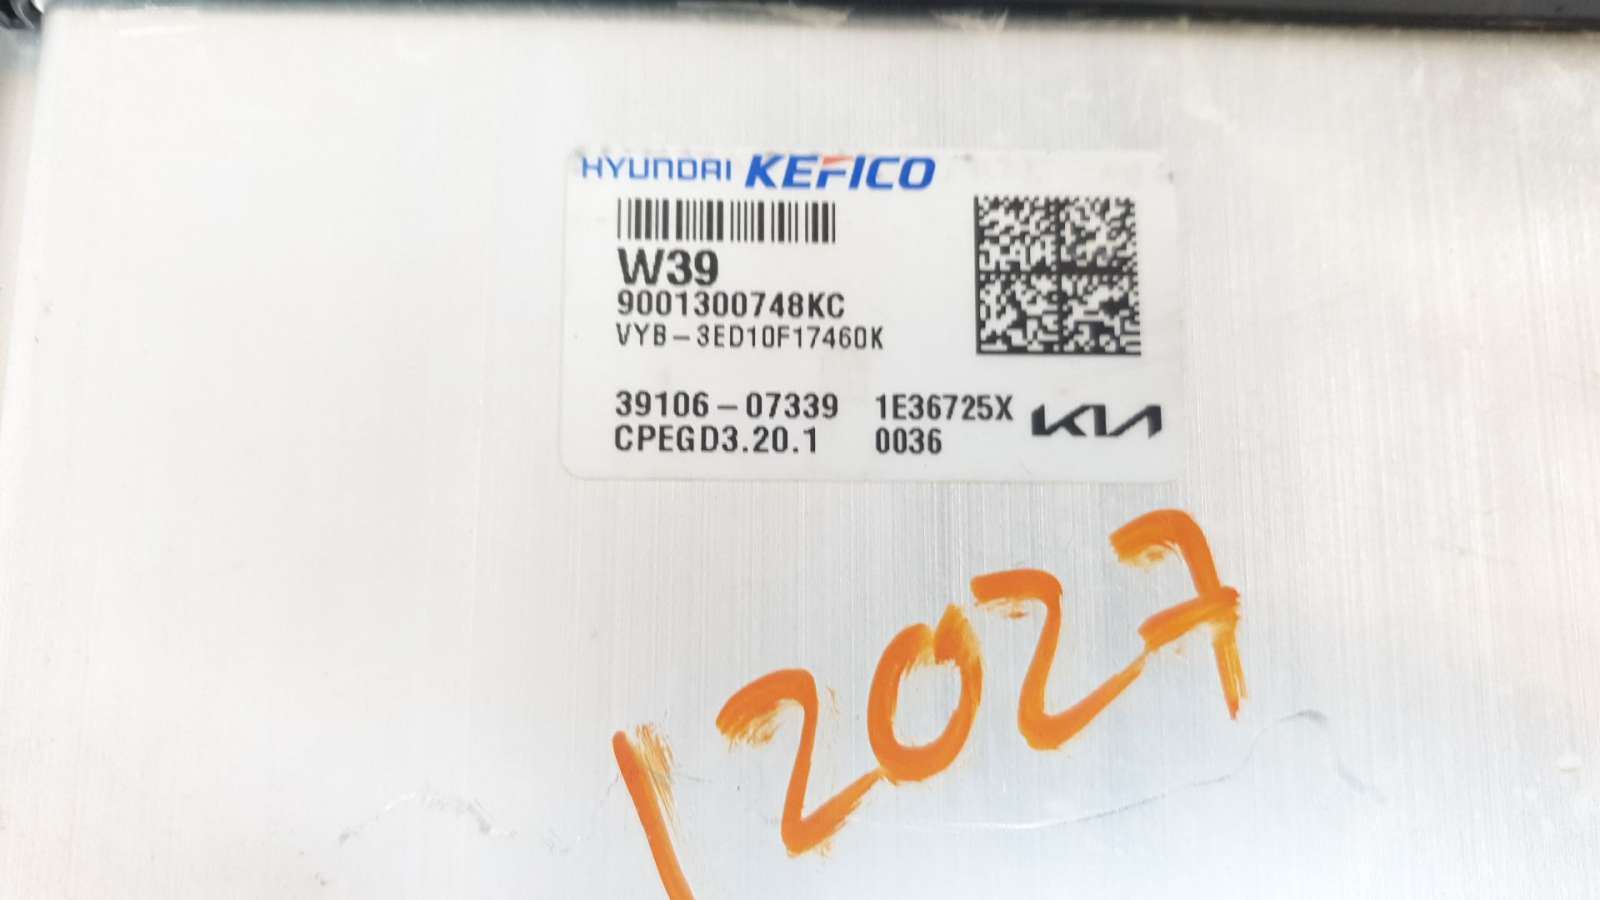 HYUNDAI KEFICO
W39
9001300748KC
VYB-3ED10F17460K
39106-07339 1E36725X KIA
CPEGD3.20.1 0036
12027